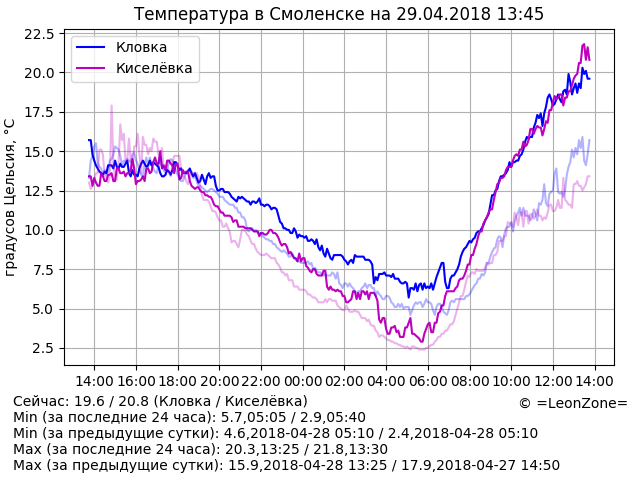 Температура в Смоленске на 29.04.2018 13:45
Кловка
Киселёвка
градусов Цельсия, °C
22.5
20.0
17.5
15.0
12.5
10.0
7.5
5.0
2.5
14:00 16:00 18:00 20:00 22:00 00:00 02:00 04:00 06:00 08:00 10:00 12:00 14:00
Сейчас: 19.6 / 20.8 (Кловка / Киселёвка)
© =LeonZone=
Min (за последние 24 часа): 5.7,05:05 / 2.9,05:40
Min (за предыдущие сутки): 4.6,2018-04-28 05:10 / 2.4,2018-04-28 05:10
Max (за последние 24 часа): 20.3,13:25 / 21.8,13:30
Max (за предыдущие сутки): 15.9,2018-04-28 13:25 / 17.9,2018-04-27 14:50